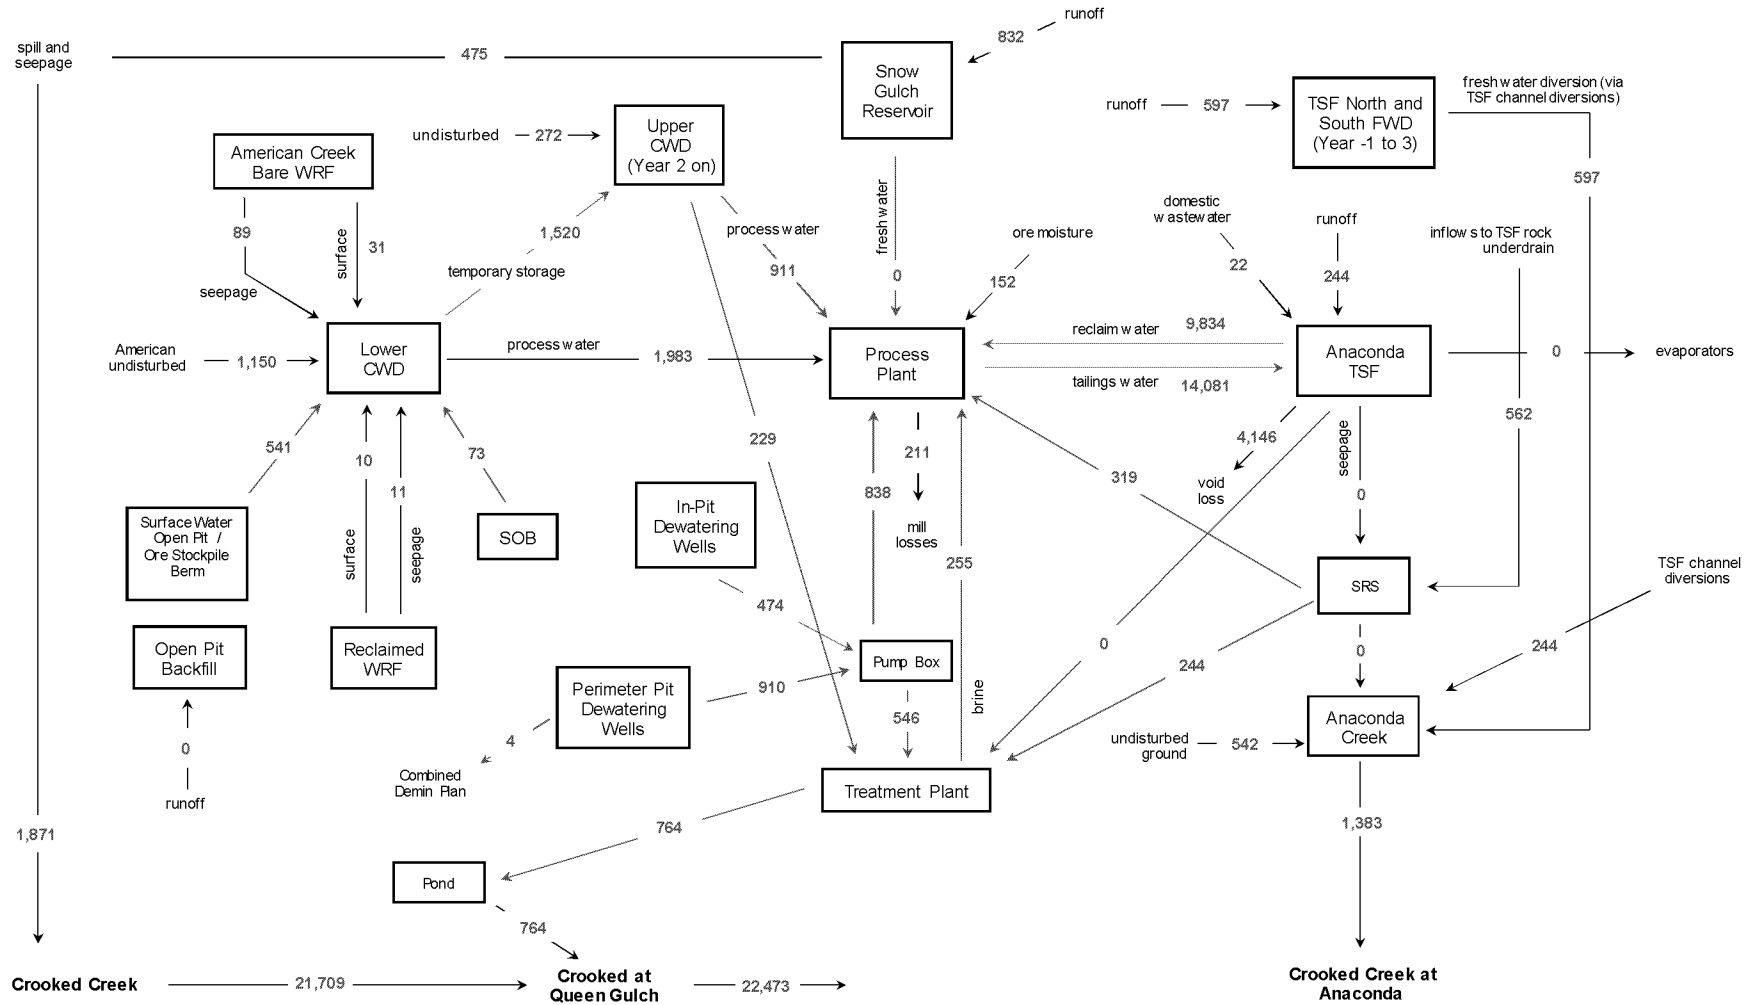 runoff
832
spill and
seepage
475
Snow
Gulch
Reservoir
fresh water diversion (via
TSF channel diversions)
runoff
597
TSF North and
South FWD
(Year -1 to 3)
undisturbed
272
Upper
CWD
(Year 2 on)
American Creek
Bare WRF
597
domestic
wastewater
runoff
inflows to TSF rock
underdrain
89
surface
31
1,520
process water
fresh water
ore moisture
temporary storage
911
0
152
22
244
seepage
American
undisturbed
1,150
Lower
CWD
process water
1,983
Process
Plant
reclaim water
9,834
tailings water
14,081
Anaconda
TSF
0
evaporators
541
10
11
73
229
211
838
mill
losses
319
4,146
void
loss
seepage
0
562
Surface Water
Open Pit /
Ore Stockpile
Berm
surface
seepage
SOB
In-Pit
Dewatering
Wells
255
SRS
TSF channel
diversions
474
Open Pit
Backfill
Reclaimed
WRF
Pump Box
0
244
0
244
910
Perimeter Pit
Dewatering
Wells
brine
546
Anaconda
Creek
undisturbed
ground
542
0
4
runoff
Combined
Demin Plan
Treatment Plant
1,871
764
1,383
Pond
764
Crooked Creek
21,709
Crooked at
Queen Gulch
22,473
Crooked Creek at
Anaconda